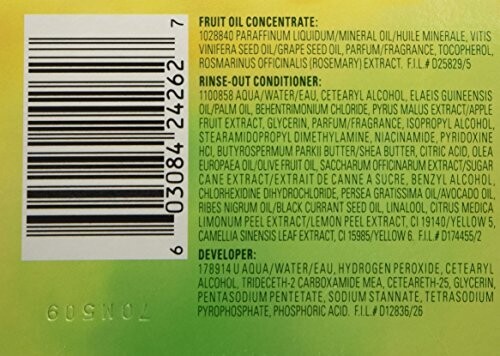 FRUIT OIL CONCENTRATE:
1028840 PARAFFINUM LIQUIDUM/MINERAL OIL/HUILE MINERALE, VITIS
VINIFERA SEED OIL/GRAPE SEED OIL, PARFUM/FRAGRANCE, TOCOPHEROL,
ROSMARINUS OFFICINALIS (ROSEMARY) EXTRACT. F.I.L.# D25829/5
RINSE-OUT CONDITIONER:
1100858 AQUA/WATER/EAU, CETEARYL ALCOHOL, ELAEIS GUINEENSIS
OIL/PALM OIL, BEHENTRIMONIUM CHLORIDE, PYRUS MALUS EXTRACT/APPLE
FRUIT EXTRACT, GLYCERIN, PARFUM/FRAGRANCE, ISOPROPYL ALCOHOL,
STEARAMIDOPROPYL DIMETHYLAMINE, NIACINAMIDE, PYRIDOXINE
HCl, BUTYROSPERMUM PARKII BUTTER/SHEA BUTTER, CITRIC ACID, OLEA
EUROPAEA OIL/OLIVE FRUIT OIL, SACCHARUM OFFICINARUM EXTRACT/SUGAR
CANE EXTRACT/EXTRAIT DE CANNE A SUCRE, BENZYL ALCOHOL,
CHLORHEXIDINE DIHYDROCHLORIDE, PERSEA GRATISSIMA OIL/AVOCADO OIL,
RIBES NIGRUM OIL/BLACK CURRANT SEED OIL, LINALOOL, CITRUS MEDICA
LIMONUM PEEL EXTRACT/LEMON PEEL EXTRACT, CI 19140/YELLOW 5,
CAMELLIA SINENSIS LEAF EXTRACT, CI 15985/YELLOW 6. F.I.L.# D174455/2
DEVELOPER:
178914 U AQUA/WATER/EAU, HYDROGEN PEROXIDE, CETEARYL
ALCOHOL, TRIDECETH-2 CARBOXAMIDE MEA, CETEARETH-25, GLYCERIN,
PENTASODIUM PENTETATE, SODIUM STANNATE, TETRASODIUM
PYROPHOSPHATE, PHOSPHORIC ACID. F.I.L.# D12836/26
6 03084 24262 7
70N509